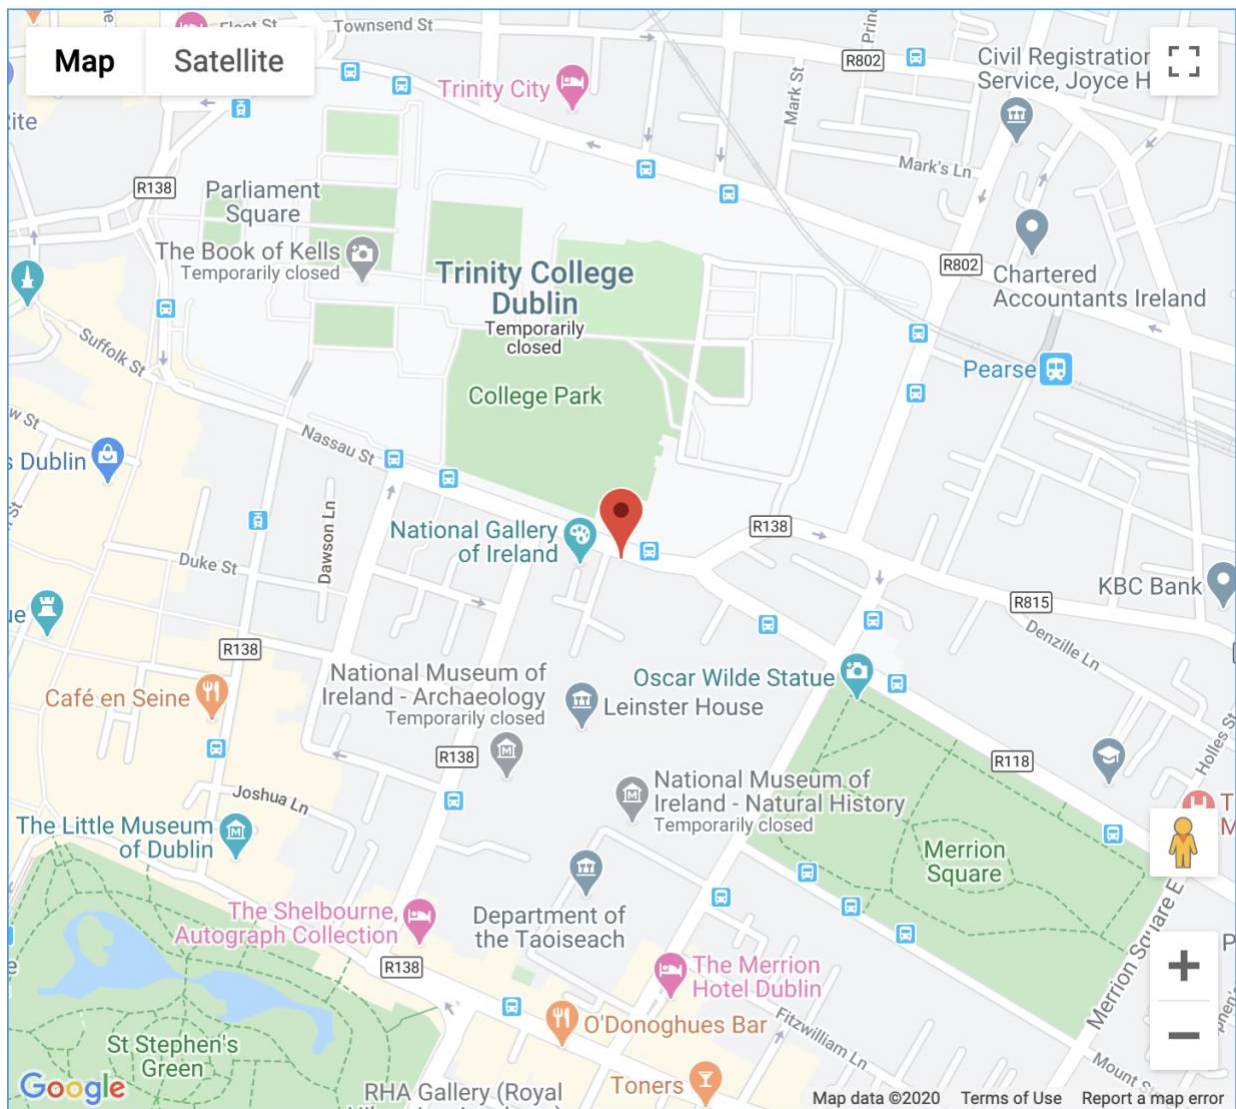 Fleet St
Townsend St
Map
Satellite
Trinity City
R802
Mark St
Civil Registration
Service, Joyce H
Mark's Ln
R138
Parliament
Square
The Book of Kells
Temporarily closed
Trinity College
Dublin
Temporarily
closed
R802
Chartered
Accountants Ireland
Suffolk St
College Park
Pearse
Nassau St
s Dublin
Dawson Ln
National Gallery
of Ireland
R138
Duke St
KBC Bank
R815
Denzille Ln
R138
National Museum of
Ireland - Archaeology
Temporarily closed
Oscar Wilde Statue
Café en Seine
Leinster House
Holles St
R138
R118
National Museum of
Ireland - Natural History
Temporarily closed
Joshua Ln
The Little Museum
of Dublin
Merrion
Square
The Shelbourne,
Autograph Collection
Department of
the Taoiseach
Merrion Square E
R138
The Merrion
Hotel Dublin
O'Donoghues Bar
Fitzwilliam Ln
St Stephen's
Green
Toners
Mount St
Google
RHA Gallery (Royal
Map data ©2020 Terms of Use Report a map error